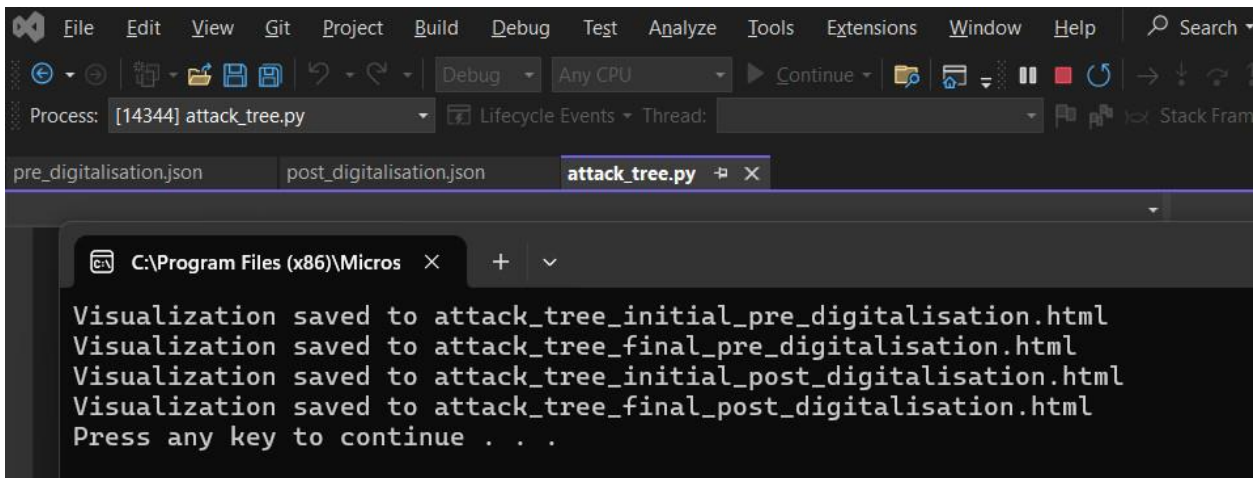 File Edit View Git Project Build Debug Test Analyze Tools Extensions Window Help Search
Debug Any CPU Continue
Process: [14344] attack_tree.py Lifecycle Events Thread: Stack Fram
pre_digitalisation.json post_digitalisation.json attack_tree.py
C:\Program Files (x86)\Micros
Visualization saved to attack_tree_initial_pre_digitalisation.html
Visualization saved to attack_tree_final_pre_digitalisation.html
Visualization saved to attack_tree_initial_post_digitalisation.html
Visualization saved to attack_tree_final_post_digitalisation.html
Press any key to continue . . .